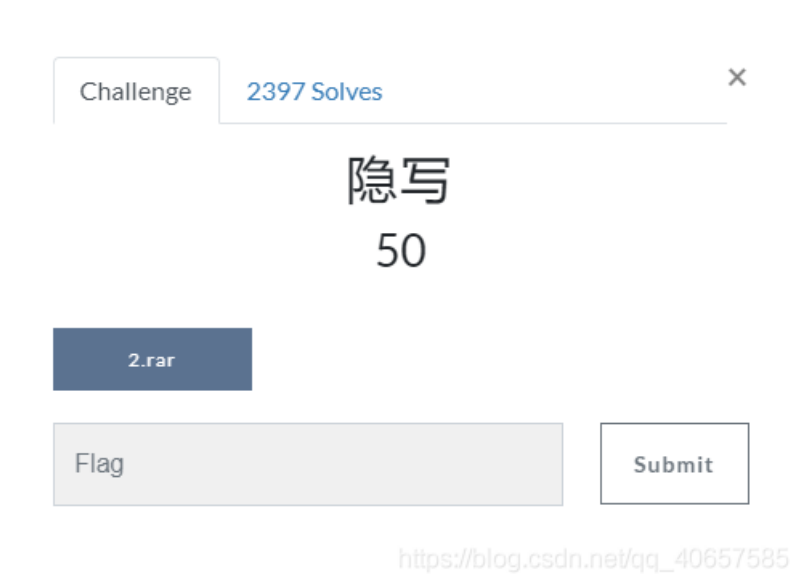 Challenge 2397 Solves ×
隐写
50
2.rar
Flag Submit
https://blog.csdn.net/qq_40657585